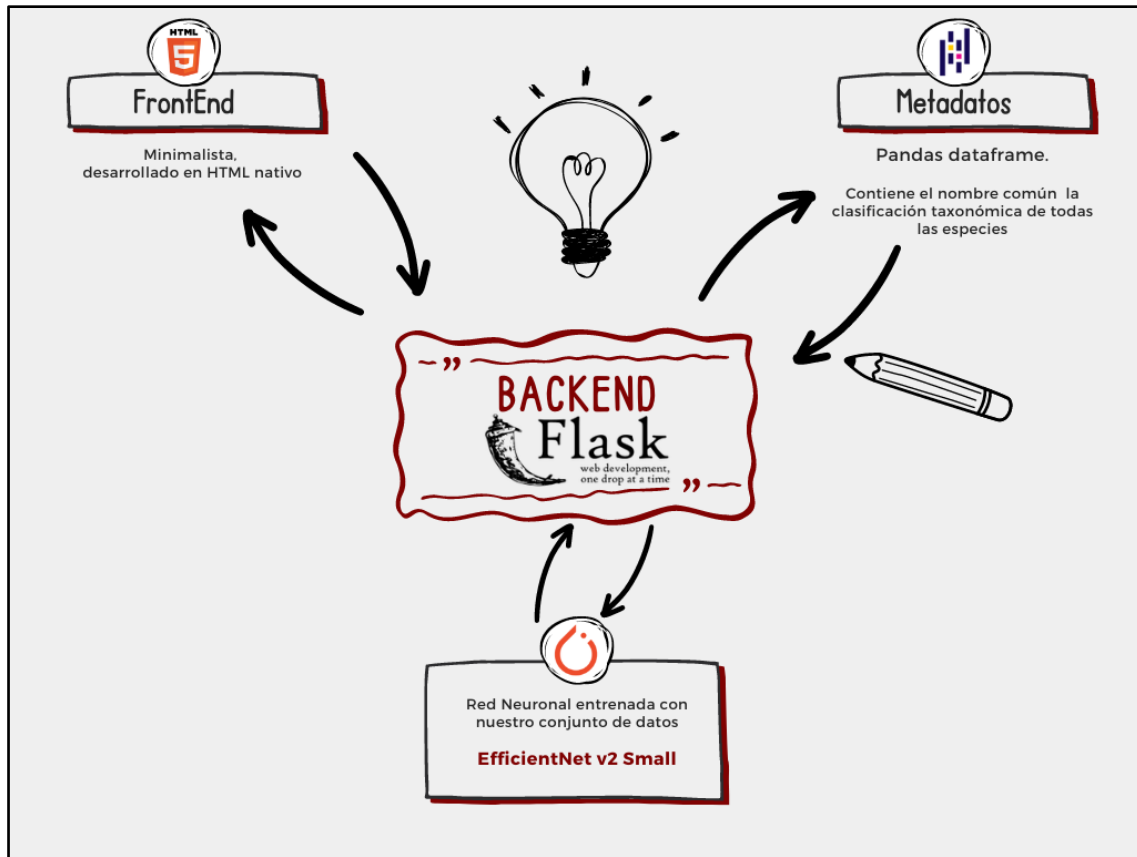 HTML
FrontEnd
Minimalista,
desarrollado en HTML nativo
Metadatos
Pandas dataframe.
Contiene el nombre común la
clasificación taxonómica de todas
las especies
BACKEND
Flask
web development,
one drop at a time
Red Neuronal entrenada con
nuestro conjunto de datos
EfficientNet v2 Small